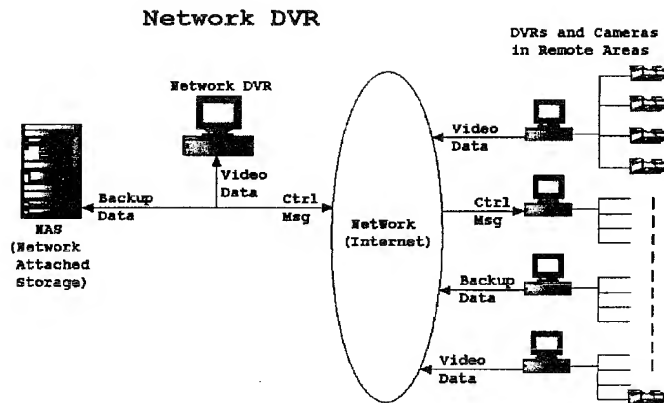 Network DVR
DVRs and Cameras
in Remote Areas
Network DVR
Video
Data
Video
Data
Backup
Data
Ctrl
Msg
NAS
(Network
Attached
Storage)
NetWork
(Internet)
Ctrl
Msg
Backup
Data
Video
Data